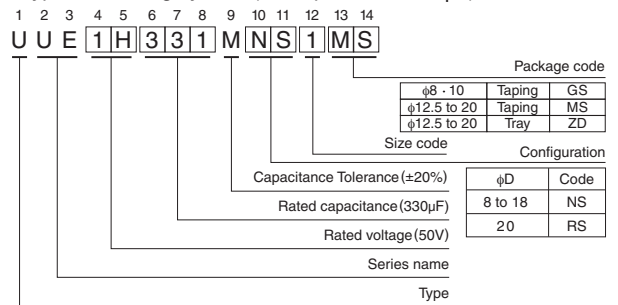 1 2 3 4 5 6 7 8 9 10 11 12 13 14
U U E 1 H 3 3 1 M N S 1 M S
Package code
ϕ8 · 10 Taping GS
ϕ12.5 to 20 Taping MS
ϕ12.5 to 20 Tray ZD
Size code
Configuration
ϕD Code
8 to 18 NS
20 RS
Capacitance Tolerance (±20%)
Rated capacitance (330µF)
Rated voltage (50V)
Series name
Type